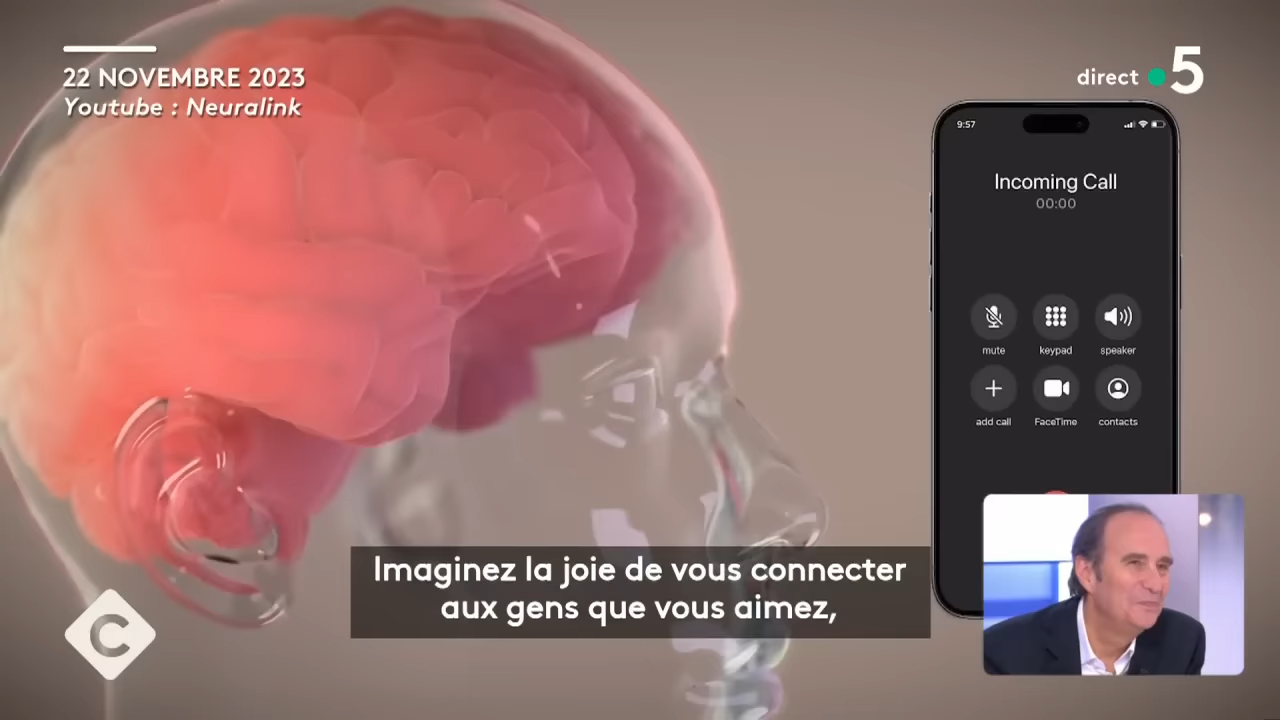 22 NOVEMBRE 2023
Youtube : Neuralink
direct 5
9:57
Incoming Call
00:00
mute
keypad
speaker
add call
FaceTime
contacts
Imaginez la joie de vous connecter
aux gens que vous aimez,
C